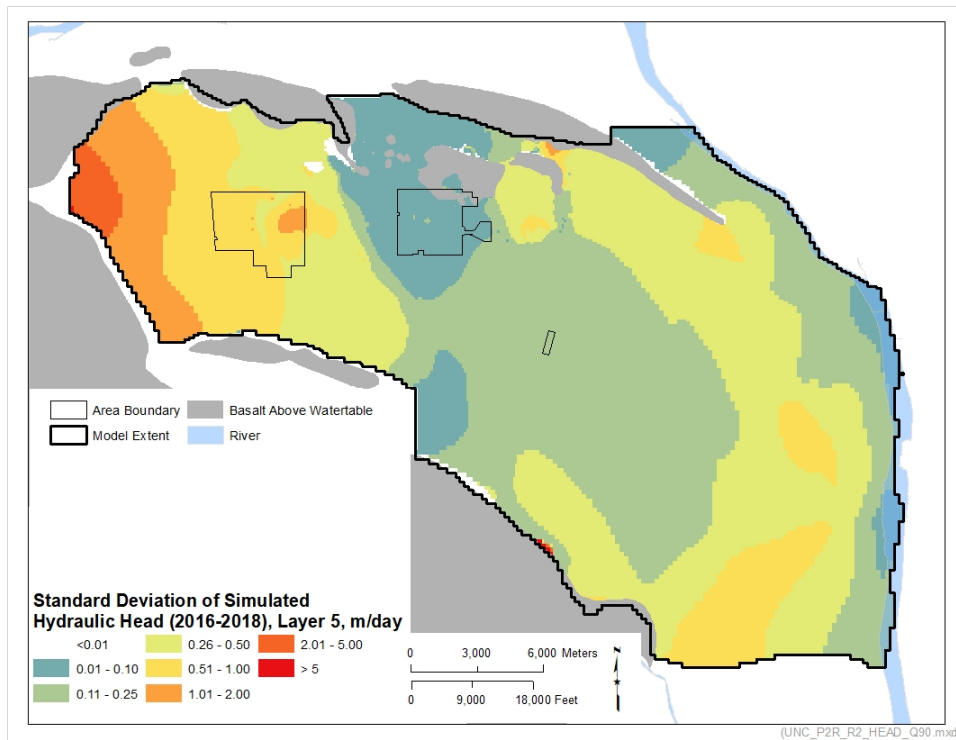 Area Boundary
Basalt Above Watertable
Model Extent
River
Standard Deviation of Simulated
Hydraulic Head (2016-2018), Layer 5, m/day
<0.01
0.26 - 0.50
2.01 - 5.00
0.01 - 0.10
0.51 - 1.00
> 5
0.11 - 0.25
1.01 - 2.00
0 3,000 6,000 Meters
0 9,000 18,000 Feet
N
(UNC_P2R_R2_HEAD_Q90.mxd